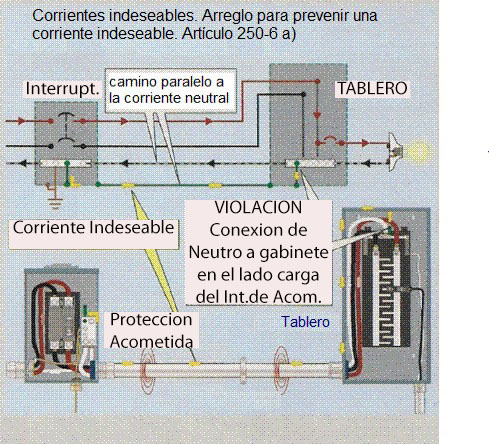 Corrientes indeseables. Arreglo para prevenir una
corriente indeseable. Artículo 250-6 a)
Interrupt.
camino paralelo a
la corriente neutral
TABLERO
Corriente Indeseable
VIOLACION
Conexion de
Neutro a gabinete
en el lado carga
del Int.de Acom.
Proteccion
Acometida
Tablero